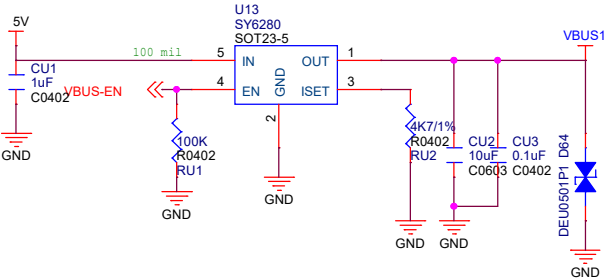 U13
SY6280
SOT23-5
5V
100 mil
5
IN
OUT
1
VBUS1
CU1
1uF
C0402
VBUS-EN
4
EN
GND
ISET
3
2
100K
R0402
RU1
4K7/1%
R0402
RU2
CU2
10uF
C0603
CU3
0.1uF
C0402
DEU0501P1 D64
GND
GND
GND
GND
GND
GND